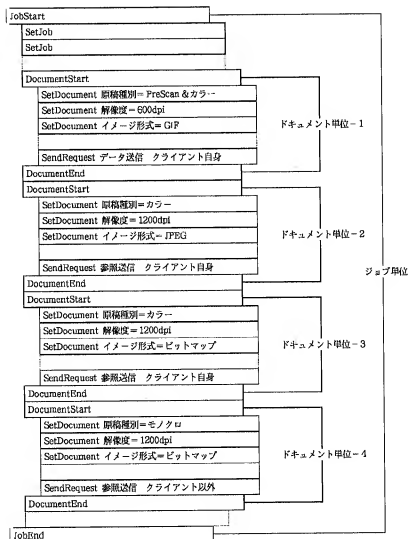 JobStart
SetJob
SetJob
DocumentStart
SetDocument 原稿種別=PreScan &カラー
SetDocument 解像度=600dpi
SetDocument イメージ形式=GIF
SendRequest データ送信 クライアント自身
DocumentEnd
ドキュメント単位-1
DocumentStart
SetDocument 原稿種別=カラー
SetDocument 解像度=1200dpi
SetDocument イメージ形式=JPEG
SendRequest 参照送信 クライアント自身
DocumentEnd
ドキュメント単位-2
DocumentStart
SetDocument 原稿種別=カラー
SetDocument 解像度=1200dpi
SetDocument イメージ形式=ビットマップ
SendRequest 参照送信 クライアント自身
DocumentEnd
ドキュメント単位-3
DocumentStart
SetDocument 原稿種別=モノクロ
SetDocument 解像度=1200dpi
SetDocument イメージ形式=ビットマップ
SendRequest 参照送信 クライアント以外
DocumentEnd
ドキュメント単位-4
JobEnd
ジョブ単位